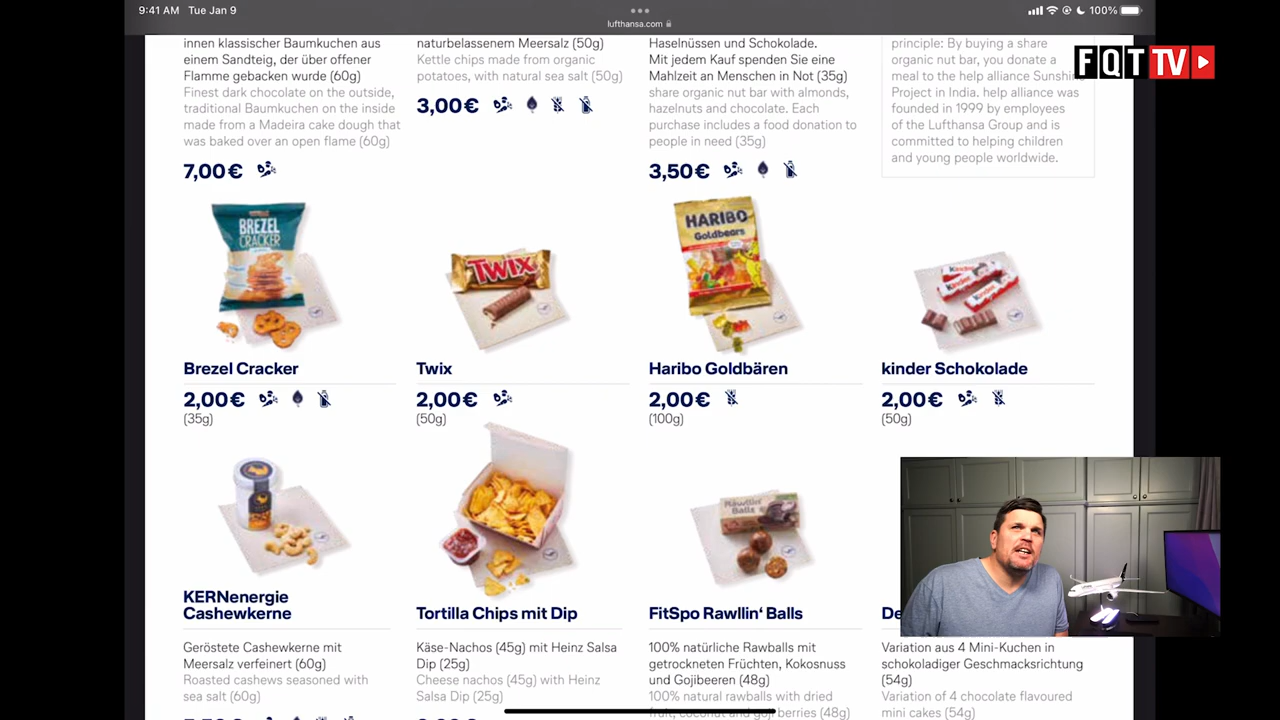 9:41 AM Tue Jan 9
lufthansa.com
100%
FQT TV
innen klassischer Baumkuchen aus
einem Sandteig, der über offener
Flamme gebacken wurde (60g)
Finest dark chocolate on the outside,
traditional Baumkuchen on the inside
made from a Madeira cake dough that
was baked over an open flame (60g)
7,00€
naturbelassenem Meersalz (50g)
Kettle chips made from organic
potatoes, with natural sea salt (50g)
3,00€
Haselnüssen und Schokolade.
Mit jedem Kauf spenden Sie eine
Mahlzeit an Menschen in Not (35g)
share organic nut bar with almonds,
hazelnuts and chocolate. Each
purchase includes a food donation to
people in need (35g)
3,50€
principle: By buying a share
organic nut bar, you donate a
meal to the help alliance Sunshi
Project in India. help alliance was
founded in 1999 by employees
of the Lufthansa Group and is
committed to helping children
and young people worldwide.
BREZEL
CRACKER
Brezel Cracker
2,00€
(35g)
TWIX
Twix
2,00€
(50g)
HARIBO
Goldbears
Haribo Goldbären
2,00€
(100g)
kinder
kinder
kinder Schokolade
2,00€
(50g)
KERNenergie
Cashewkerne
Geröstete Cashewkerne mit
Meersalz verfeinert (60g)
Roasted cashews seasoned with
sea salt (60g)
Tortilla Chips mit Dip
Käse-Nachos (45g) mit Heinz Salsa
Dip (25g)
Cheese nachos (45g) with Heinz
Salsa Dip (25g)
Rawllin'
Balls
FitSpo Rawllin‘ Balls
100% natürliche Rawballs mit
getrockneten Früchten, Kokosnuss
und Gojibeeren (48g)
100% natural rawballs with dried
fruit, coconut and goji berries (48g)
De
Variation aus 4 Mini-Kuchen in
schokoladiger Geschmacksrichtung
(54g)
Variation of 4 chocolate flavoured
mini cakes (54g)